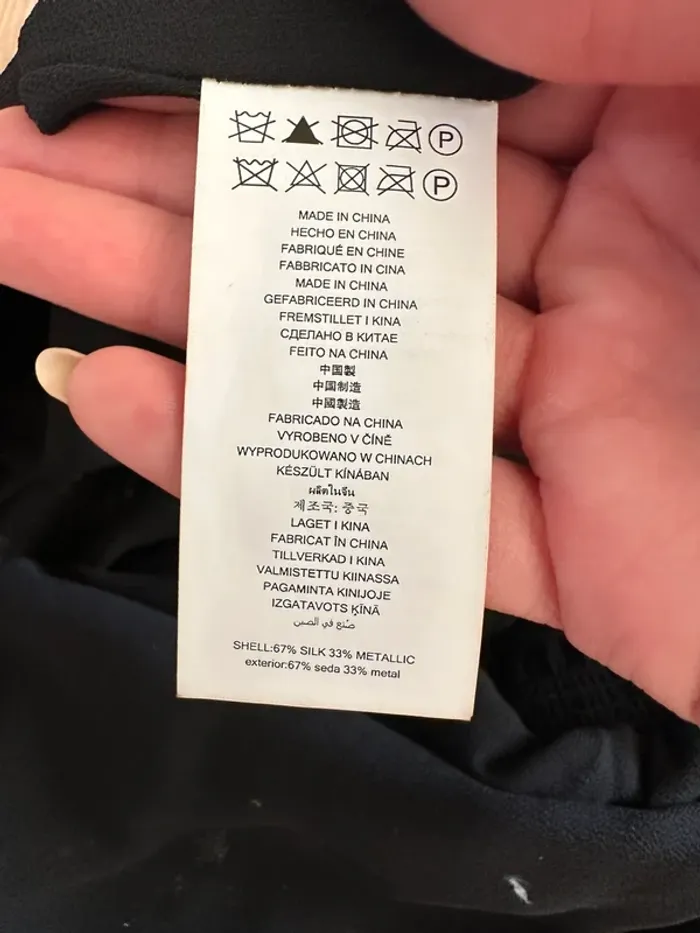 P
P
MADE IN CHINA
HECHO EN CHINA
FABRIQUÉ EN CHINE
FABBRICATO IN CINA
MADE IN CHINA
GEFABRICEERD IN CHINA
FREMSTILLET I KINA
СДЕЛАНО В КИТАЕ
FEITO NA CHINA
中国製
中国制造
中國製造
FABRICADO NA CHINA
VYROBENO V ČÍNĚ
WYPRODUKOWANO W CHINACH
KÉSZÜLT KÍNÁBAN
ผลิตในจีน
제조국: 중국
LAGET I KINA
FABRICAT ÎN CHINA
TILLVERKAD I KINA
VALMISTETTU KIINASSA
PAGAMINTA KINIJOJE
IZGATAVOTS ĶĪNĀ
صنع في الصين
SHELL:67% SILK 33% METALLIC
exterior:67% seda 33% metal